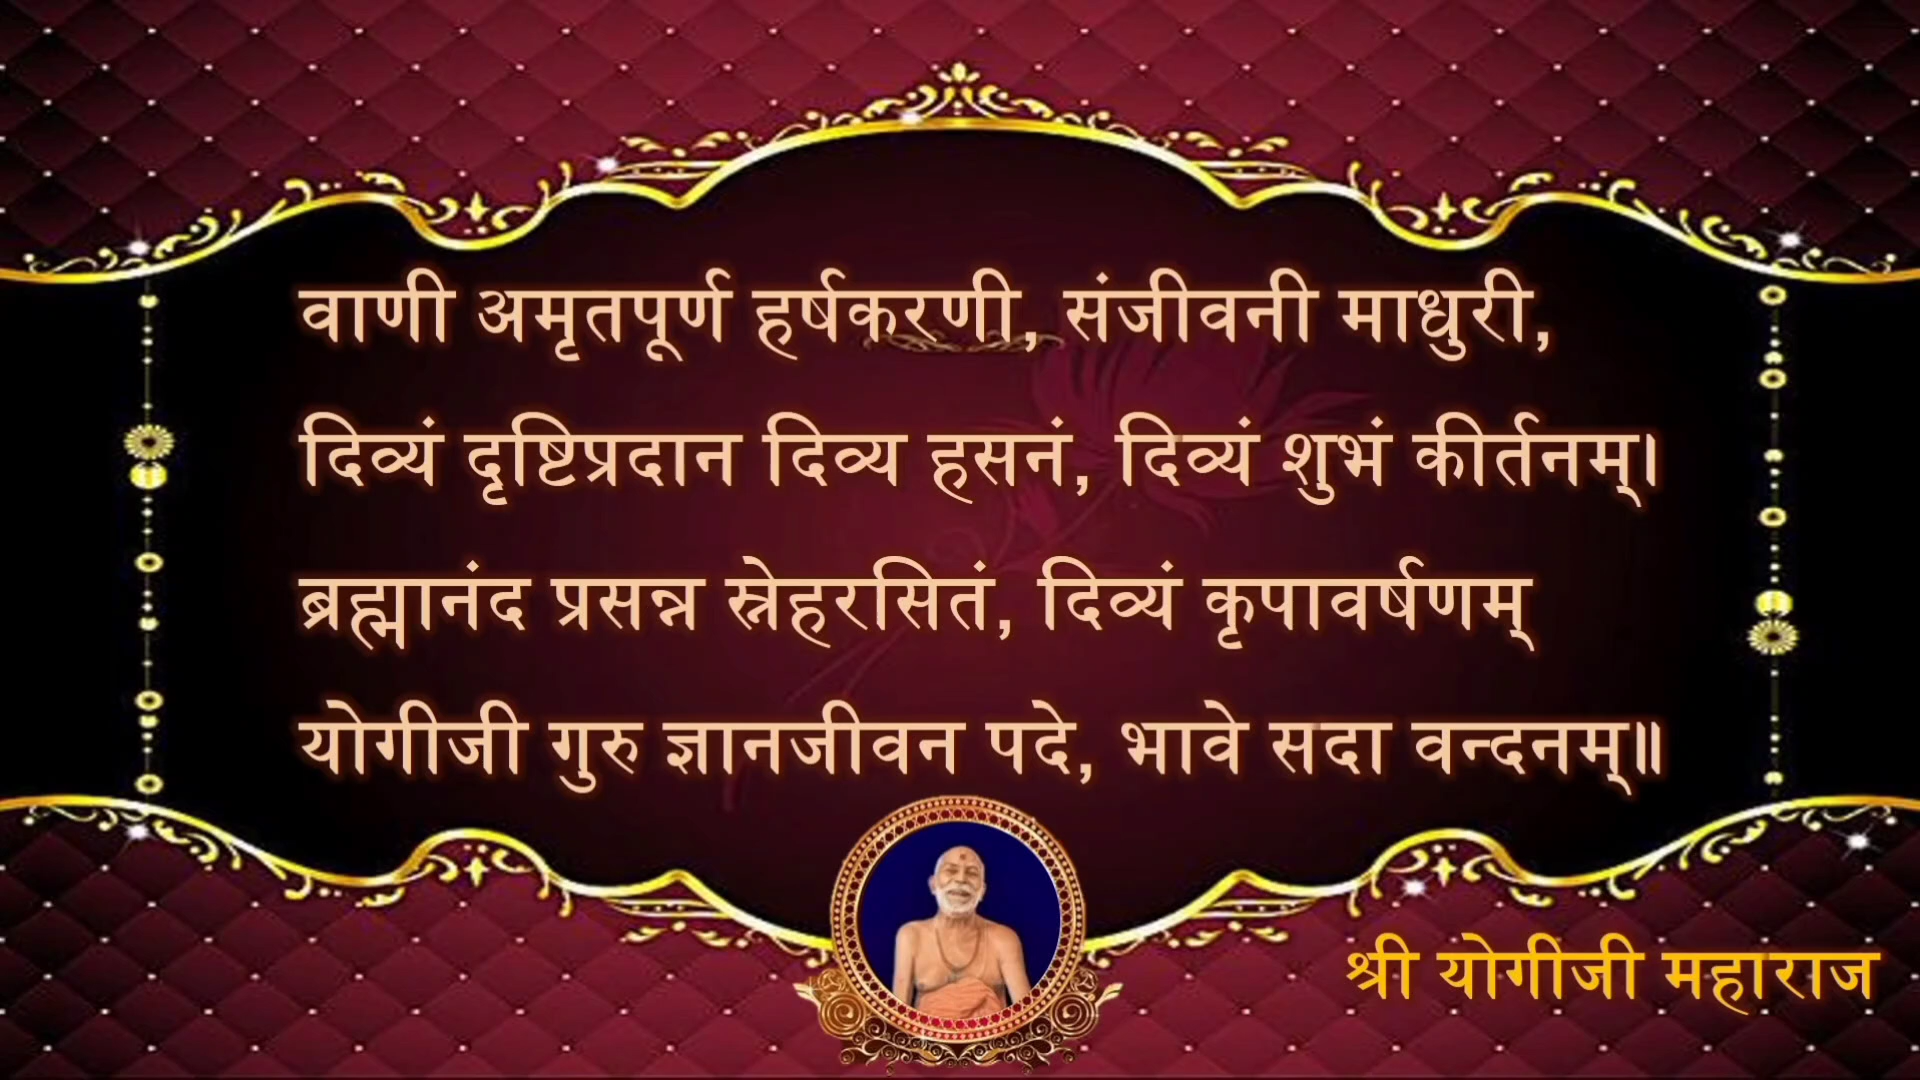 वाणी अमृतपूर्ण हर्षकरणी, संजीवनी माधुरी,
दिव्यं दृष्टिप्रदान दिव्य हसनं, दिव्यं शुभं कीर्तनम्।
ब्रह्मानंद प्रसन्न स्नेहरसितं, दिव्यं कृपावर्षणम्
योगीजी गुरु ज्ञानजीवन पदे, भावे सदा वन्दनम्॥
श्री योगीजी महाराज